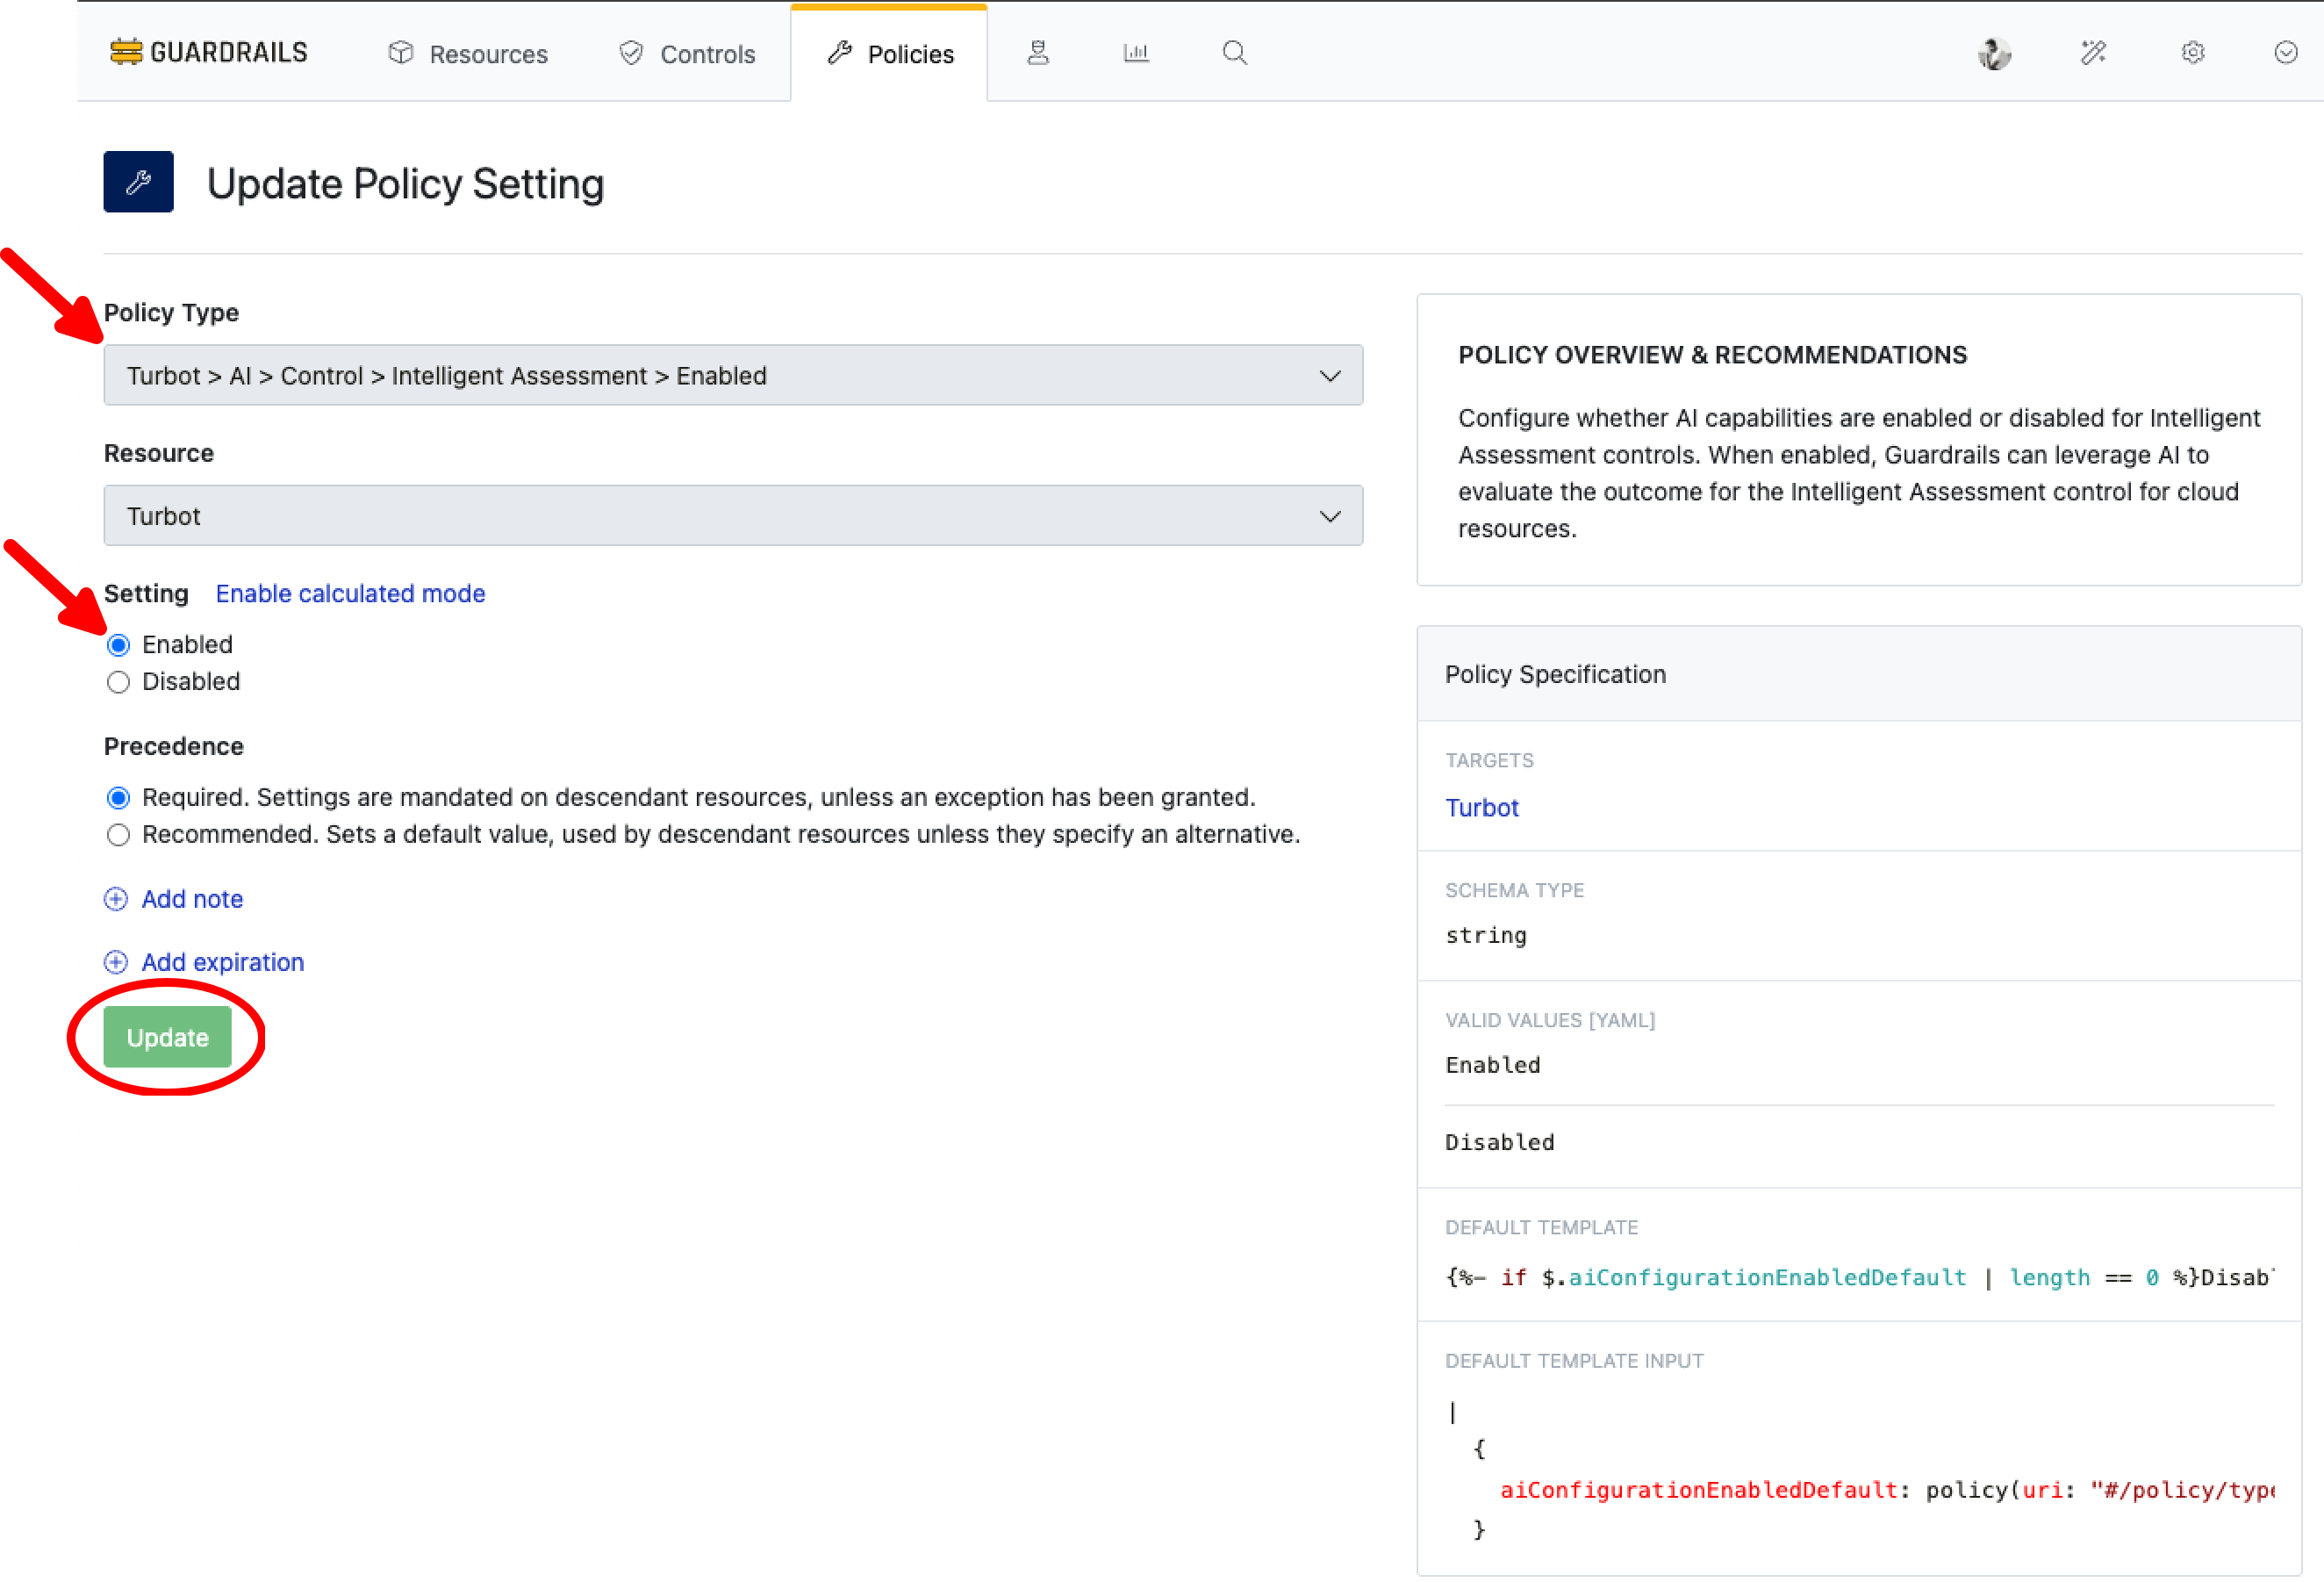 GUARDRAILS
Resources
Controls
Policies
Update Policy Setting
Policy Type
Turbot > AI > Control > Intelligent Assessment > Enabled
Resource
Turbot
Setting Enable calculated mode
Enabled
Disabled
Precedence
Required. Settings are mandated on descendant resources, unless an exception has been granted.
Recommended. Sets a default value, used by descendant resources unless they specify an alternative.
Add note
Add expiration
Update
POLICY OVERVIEW & RECOMMENDATIONS
Configure whether AI capabilities are enabled or disabled for Intelligent
Assessment controls. When enabled, Guardrails can leverage AI to
evaluate the outcome for the Intelligent Assessment control for cloud
resources.
Policy Specification
TARGETS
Turbot
SCHEMA TYPE
string
VALID VALUES [YAML]
Enabled
Disabled
DEFAULT TEMPLATE
{%- if $.aiConfigurationEnabledDefault | length == 0 %}Disab
DEFAULT TEMPLATE INPUT
|
{
aiConfigurationEnabledDefault: policy(uri: "#/policy/type
}